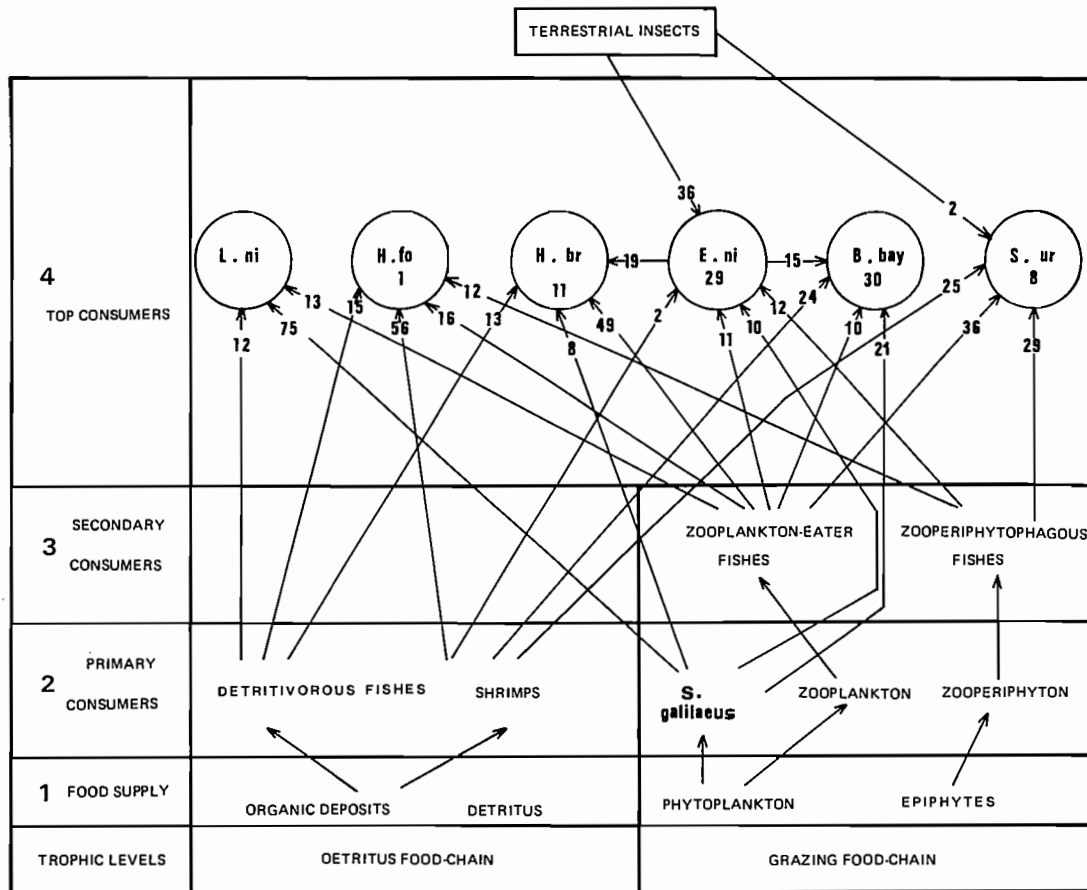 TERRESTRIAL INSECTS
36
2
4
TOP CONSUMERS
L. ni
H. fo
1
H. br
11
E. ni
29
B. bay
30
S. ur
8
19
15
13
75
12
15
56
16
12
13
49
8
2
11
10
12
24
10
21
25
36
29
3
SECONDARY
CONSUMERS
ZOOPLANKTON-EATER
FISHES
ZOOPERIPHYTOPHAGOUS
FISHES
2
PRIMARY
CONSUMERS
DETRITIVOROUS FISHES
SHRIMPS
S.
galilaeus
ZOOPLANKTON
ZOOPERIPHYTON
1 FOOD SUPPLY
ORGANIC DEPOSITS
DETRITUS
PHYTOPLANKTON
EPIPHYTES
TROPHIC LEVELS
OETRITUS FOOD-CHAIN
GRAZING FOOD-CHAIN